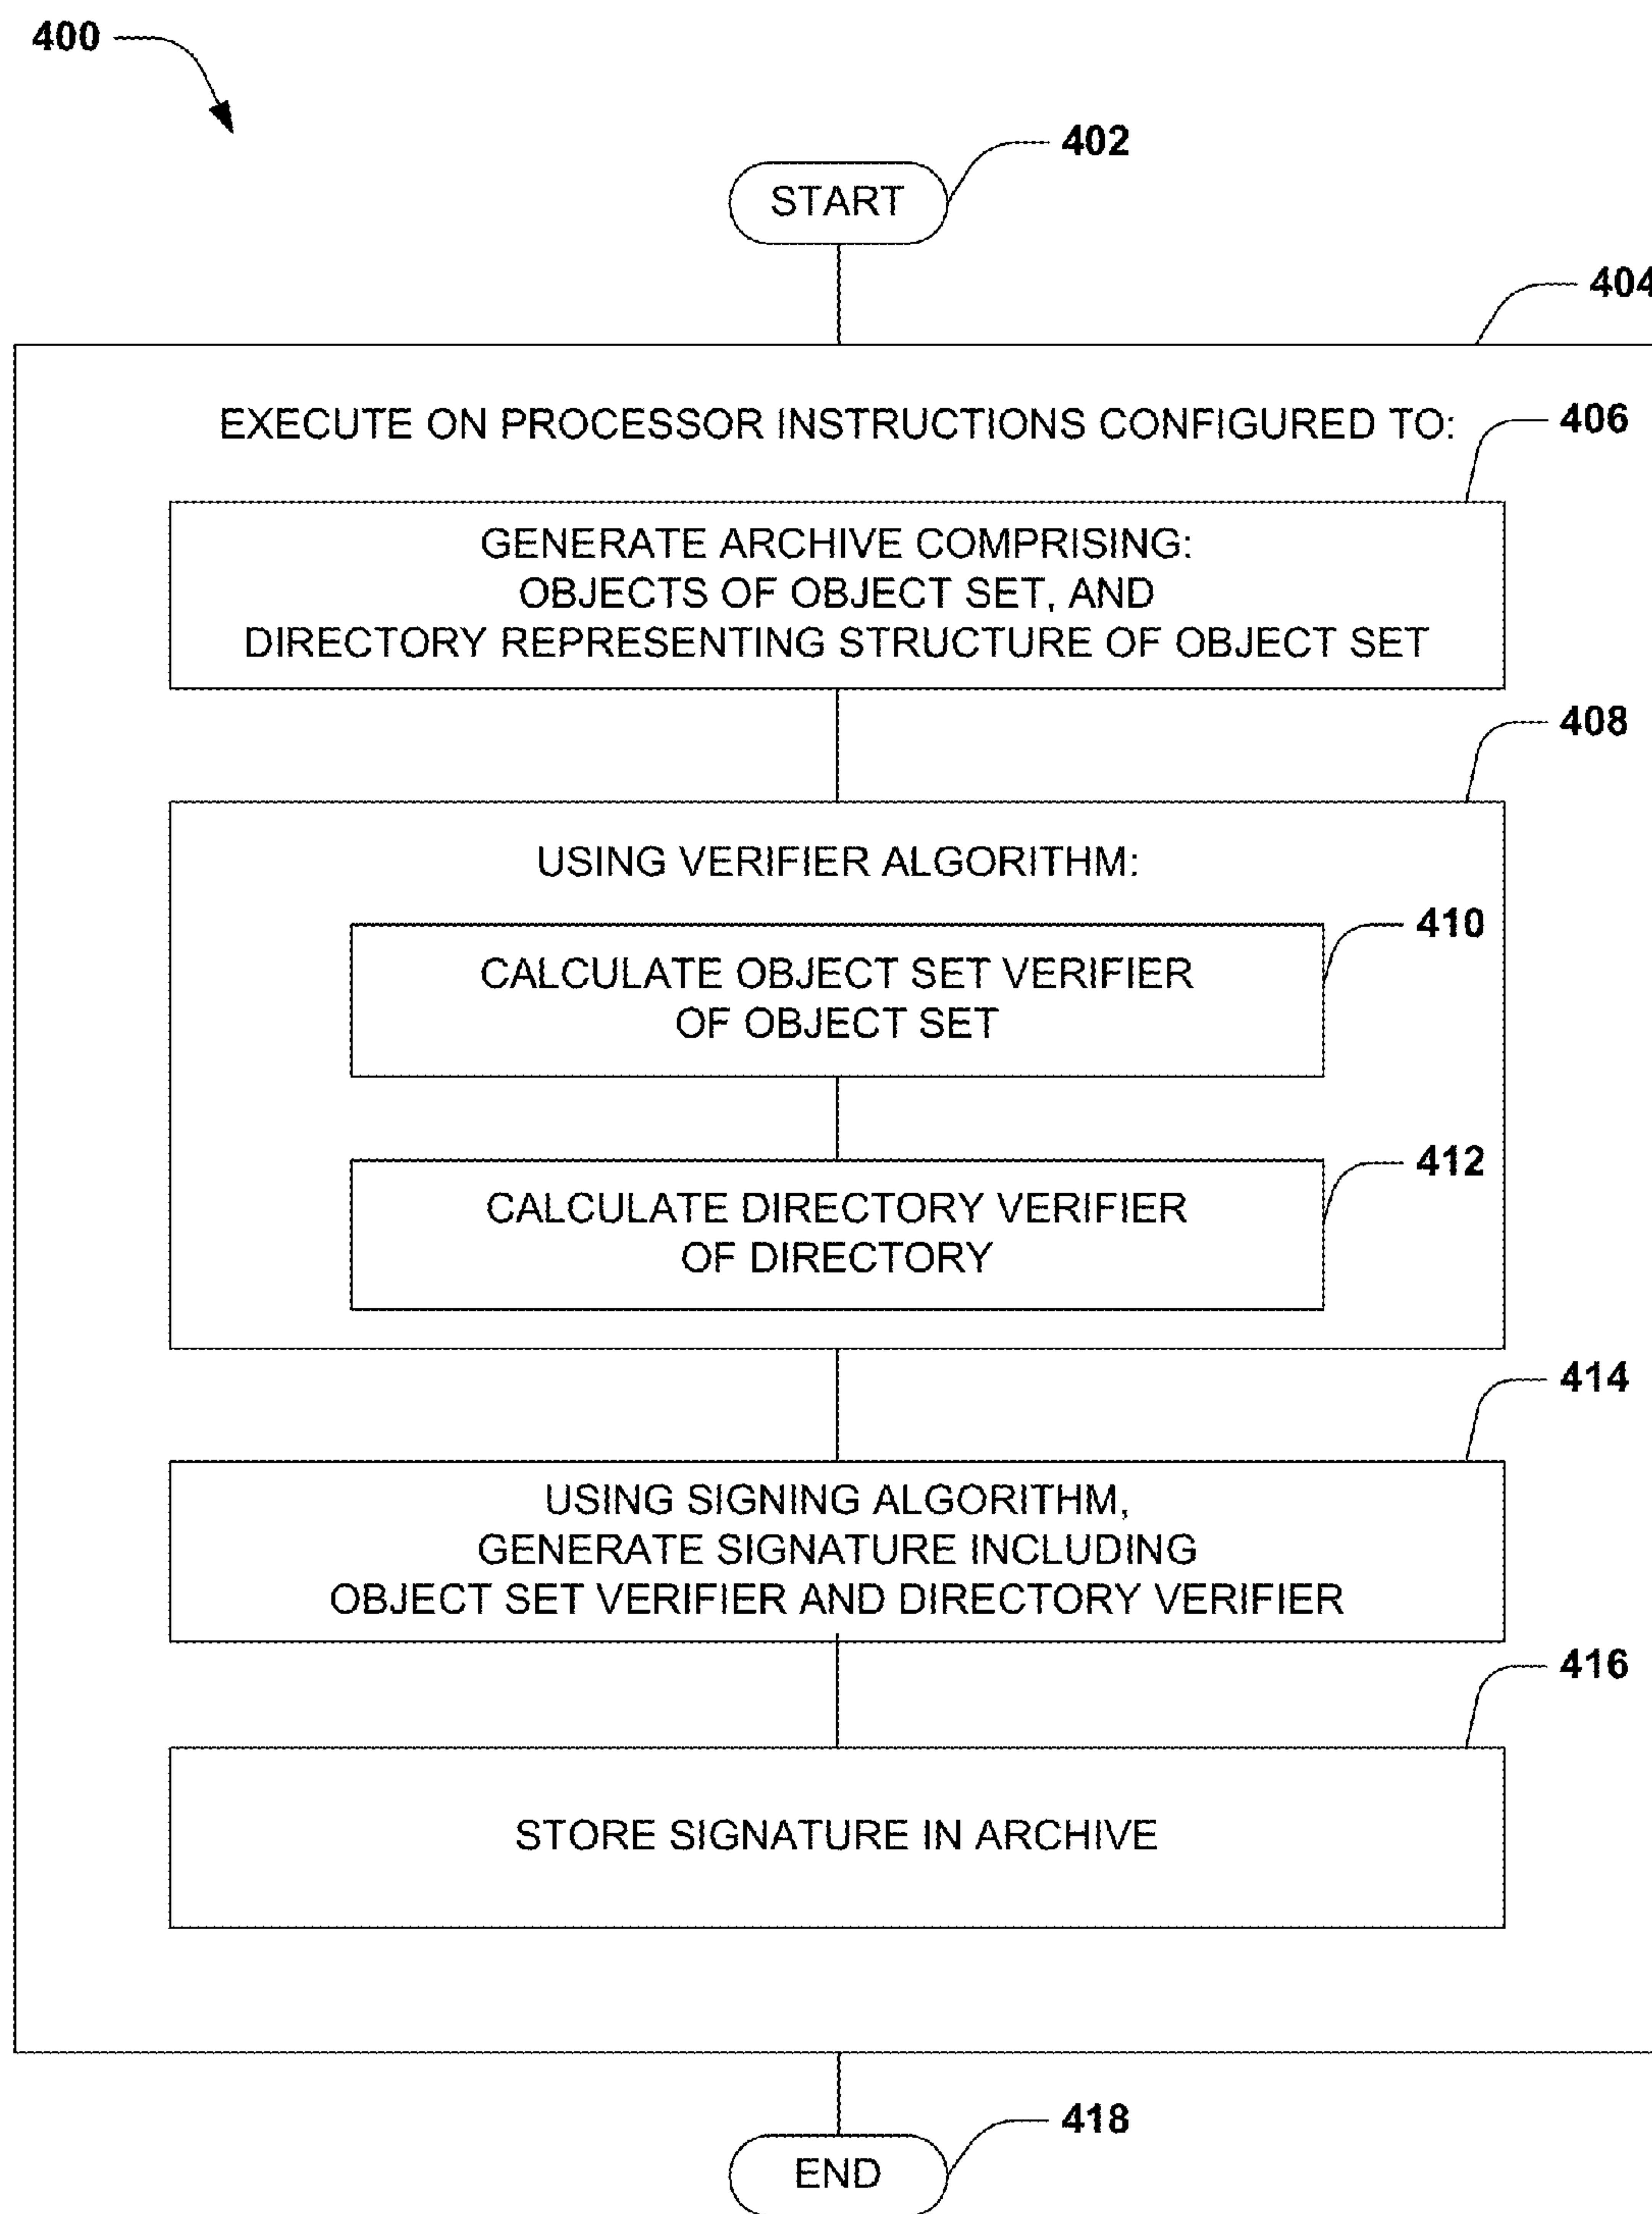 400
402
START
404
EXECUTE ON PROCESSOR INSTRUCTIONS CONFIGURED TO:
406
GENERATE ARCHIVE COMPRISING:
OBJECTS OF OBJECT SET, AND
DIRECTORY REPRESENTING STRUCTURE OF OBJECT SET
408
USING VERIFIER ALGORITHM:
410
CALCULATE OBJECT SET VERIFIER
OF OBJECT SET
412
CALCULATE DIRECTORY VERIFIER
OF DIRECTORY
414
USING SIGNING ALGORITHM,
GENERATE SIGNATURE INCLUDING
OBJECT SET VERIFIER AND DIRECTORY VERIFIER
416
STORE SIGNATURE IN ARCHIVE
418
END